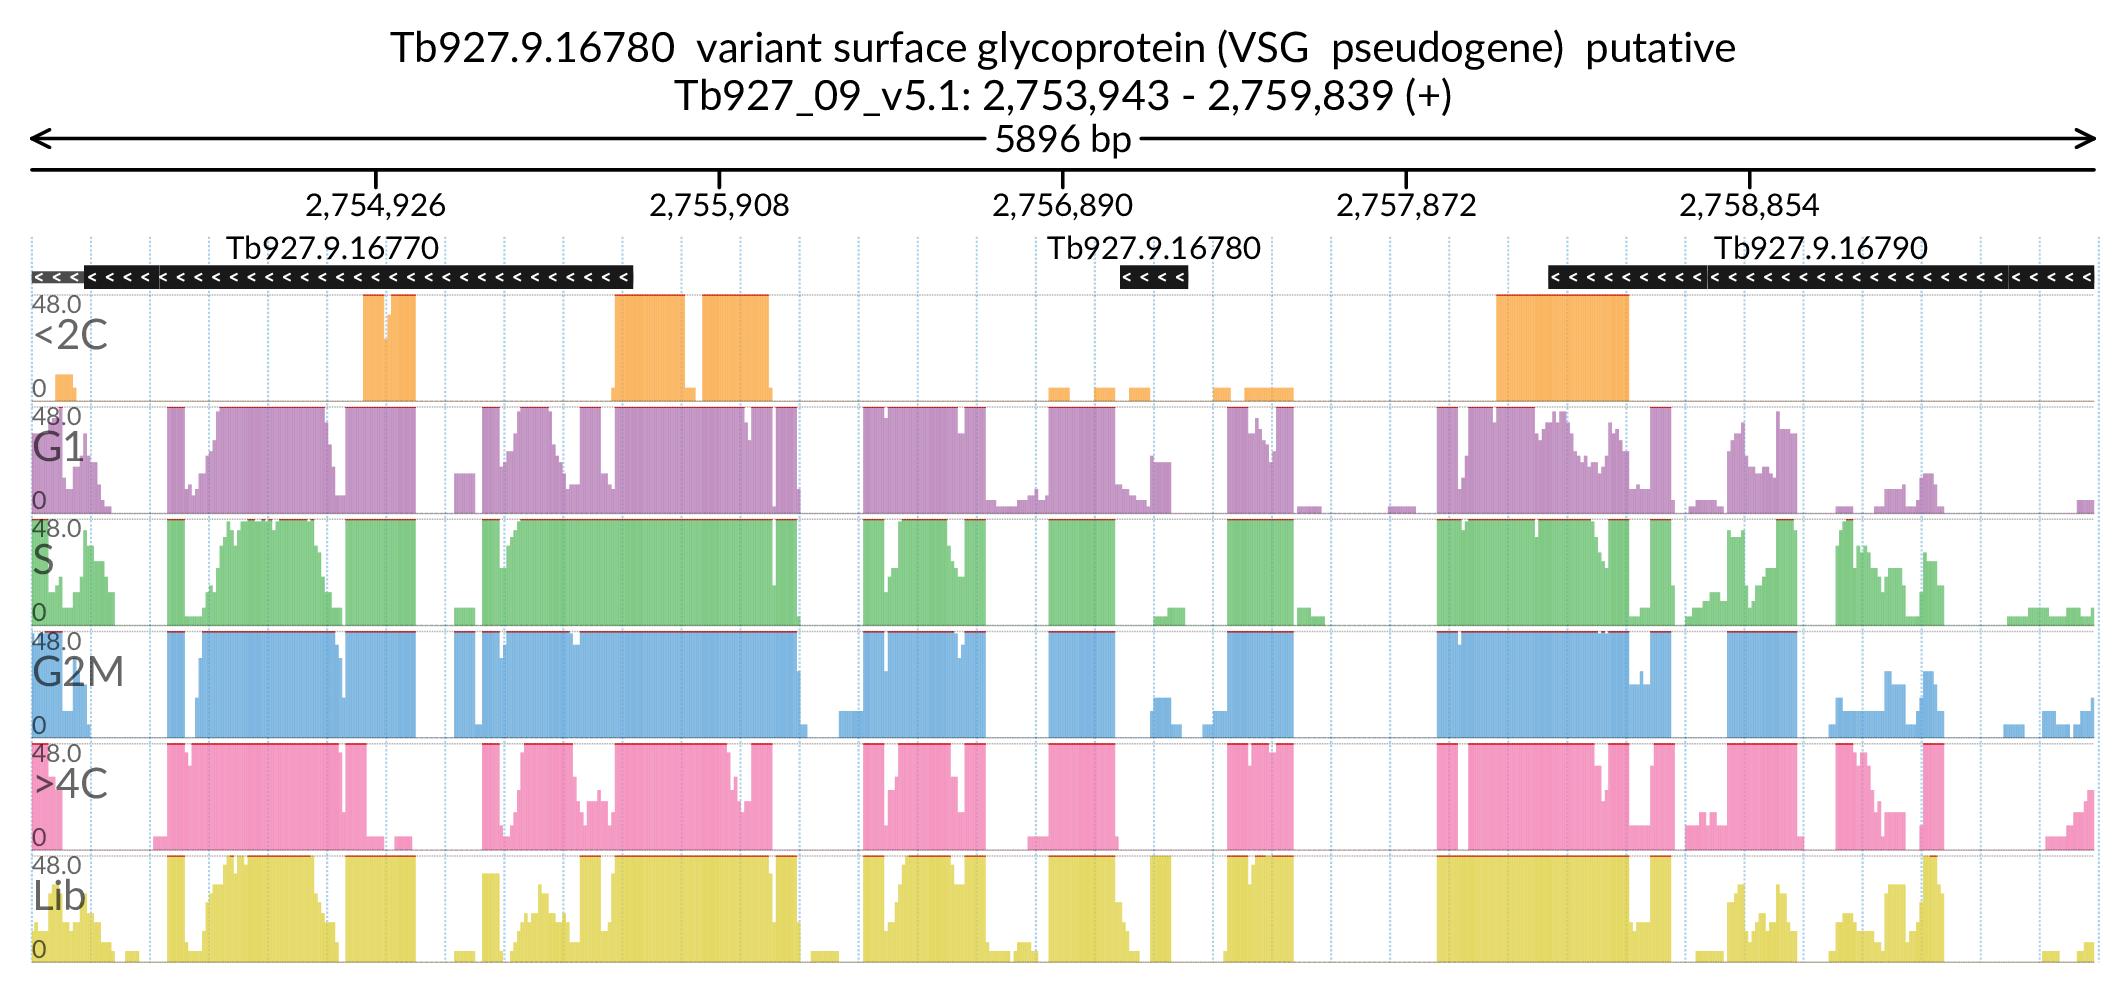 Tb927.9.16780 variant surface glycoprotein (VSG pseudogene) putative
Tb927_09_v5.1: 2,753,943 - 2,759,839 (+)
5896 bp
2,754,926 2,755,908 2,756,890 2,757,872 2,758,854
Tb927.9.16770 Tb927.9.16780 Tb927.9.16790
48.0
<2C
0
48.0
G1
0
48.0
S
0
48.0
G2M
0
48.0
>4C
0
48.0
Lib
0